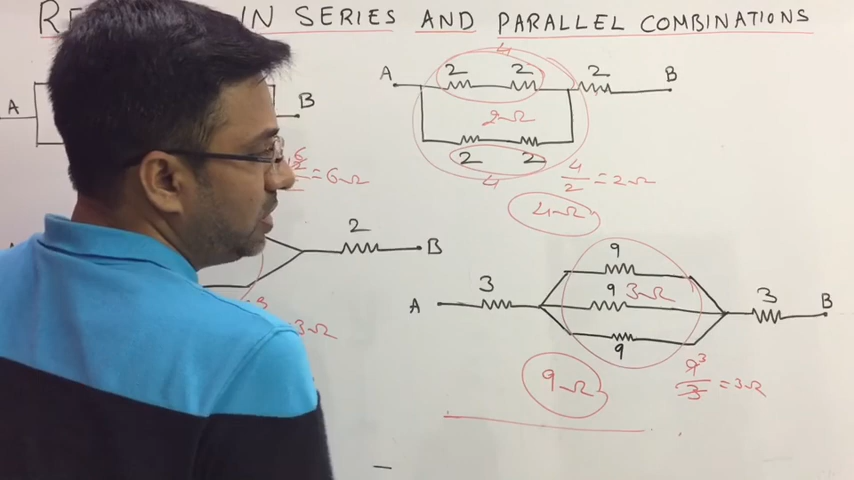 IN SERIES AND PARALLEL COMBINATIONS
A
B
= 6Ω
2
B
3Ω
A
4
2 2 2
B
2Ω
2 2
4
4/2 = 2Ω
4Ω
A
3
9
9 3Ω
9
3
B
9Ω
9 3/3 = 3Ω